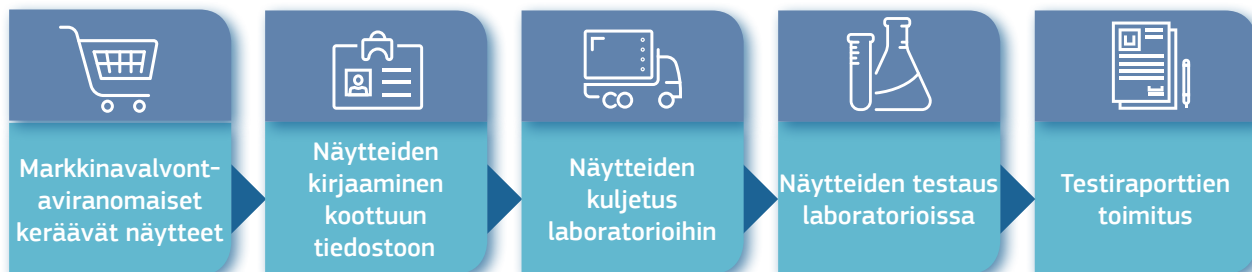 Markkinavalvont-
aviranomaiset
keräävät näytteet
Näytteiden
kirjaaminen
koottuun
tiedostoon
Näytteiden
kuljetus
laboratorioihin
Näytteiden testaus
laboratorioissa
Testiraporttien
toimitus